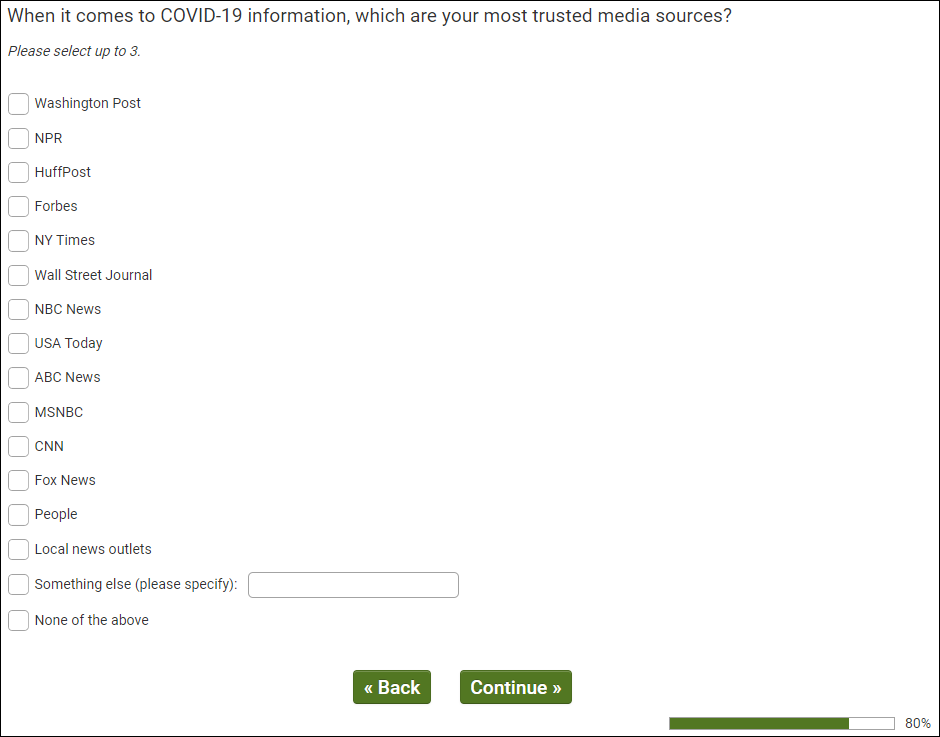 When it comes to COVID-19 information, which are your most trusted media sources?
Please select up to 3.
Washington Post
NPR
HuffPost
Forbes
NY Times
Wall Street Journal
NBC News
USA Today
ABC News
MSNBC
CNN
Fox News
People
Local news outlets
Something else (please specify):
None of the above
« Back Continue »
80%